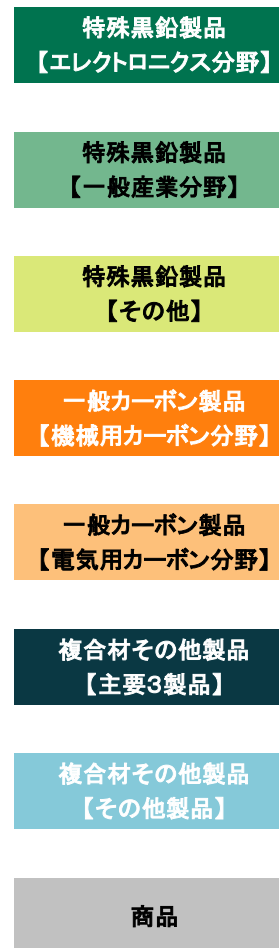 特殊黒鉛製品
【エレクトロニクス分野】
特殊黒鉛製品
【一般産業分野】
特殊黒鉛製品
【その他】
一般カーボン製品
【機械用カーボン分野】
一般カーボン製品
【電気用カーボン分野】
複合材その他製品
【主要３製品】
複合材その他製品
【その他製品】
商品